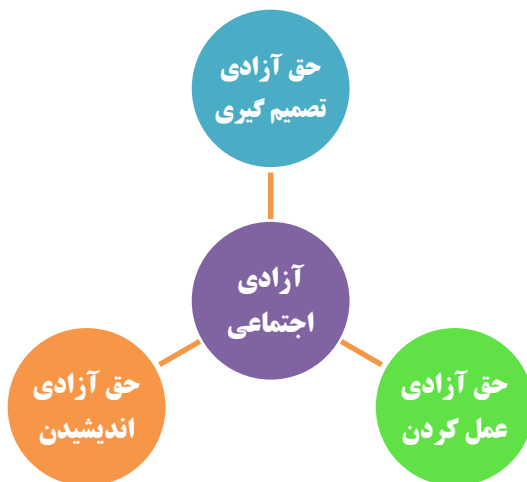 حق آزادی
تصمیم گیری
آزادی
اجتماعی
حق آزادی
عمل کردن
حق آزادی
اندیشیدن